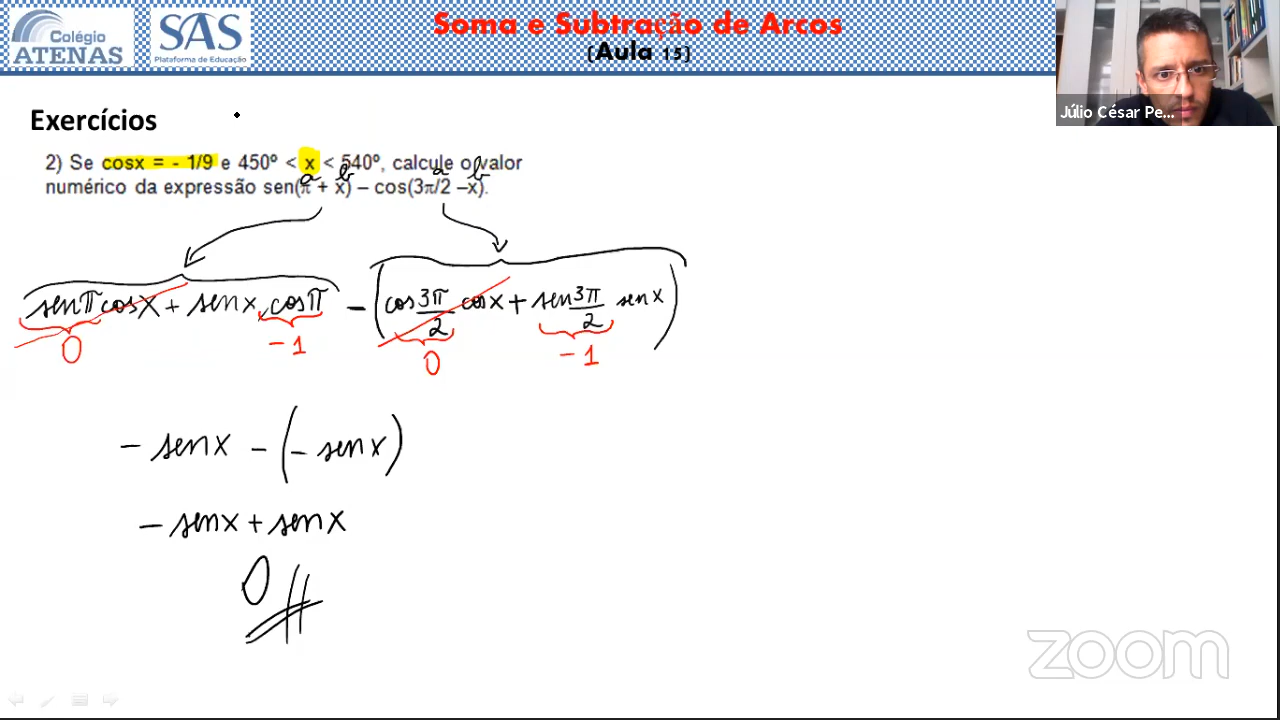 Colégio
ATENAS
SAS
Plataforma de Educação
Soma e Subtração de Arcos
(Aula 15)
Júlio César Pe...
Exercícios
2) Se cosx = - 1/9 e 450º < x < 540º, calcule o valor
a b a b
numérico da expressão sen(π + x) – cos(3π/2 –x).
senπ cosx + senx.cosπ - (cos 3π/2 cosx + sen 3π/2 senx)
0 -1 0 -1
- senx - (- senx)
- senx + senx
0
zoom